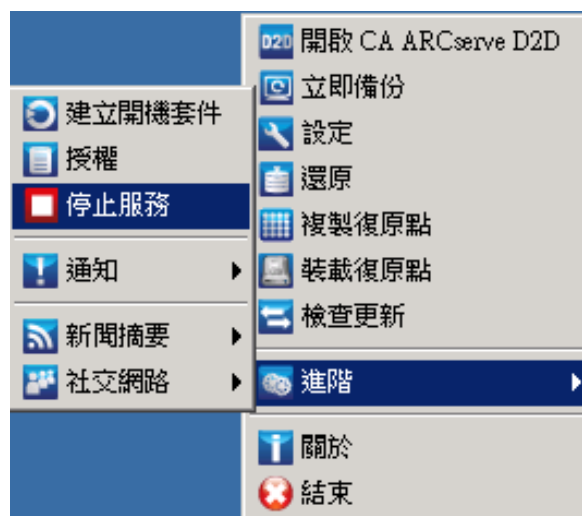 D2D 開啟 CA ARCserve D2D
立即備份
設定
還原
複製復原點
裝載復原點
檢查更新
進階
關於
結束
建立開機套件
授權
停止服務
通知
新聞摘要
社交網路